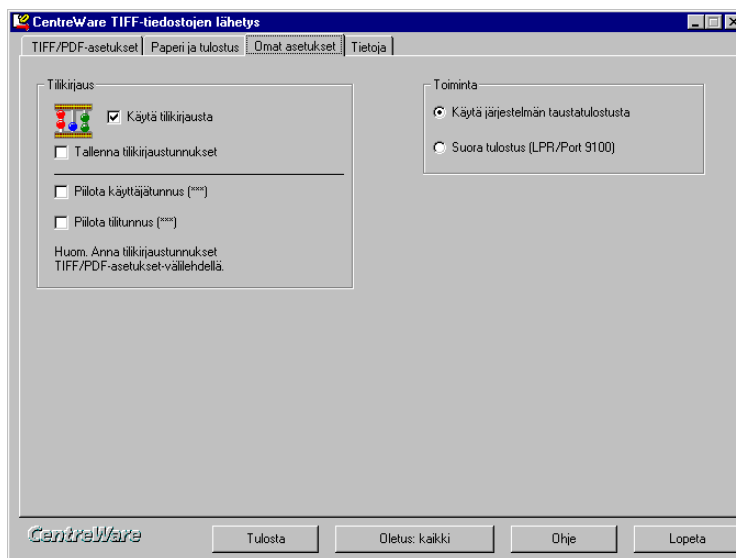 CentreWare TIFF-tiedostojen lähetys
TIFF/PDF-asetukset Paperi ja tulostus Omat asetukset Tietoja
Tilikirjaus
Käytä tilikirjausta
Tallenna tilikirjaustunnukset
Piilota käyttäjätunnus (***)
Piilota tilitunnus (***)
Huom. Anna tilikirjaustunnukset
TIFF/PDF-asetukset-välilehdellä.
Toiminta
Käytä järjestelmän taustatulostusta
Suora tulostus (LPR/Port 9100)
CentreWare Tulosta Oletus: kaikki Ohje Lopeta